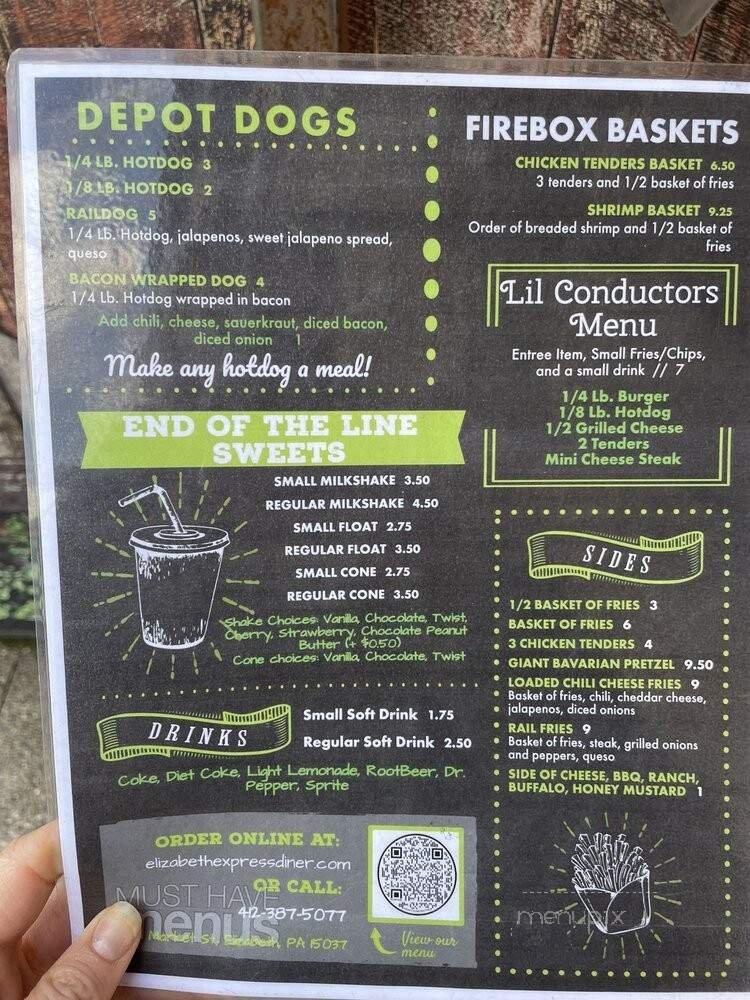 DEPOT DOGS
1/4 LB. HOTDOG 3
1/8 LB. HOTDOG 2
RAILDOG 5
1/4 Lb. Hotdog, jalapenos, sweet jalapeno spread,
queso
BACON WRAPPED DOG 4
1/4 Lb. Hotdog wrapped in bacon
Add chili, cheese, sauerkraut, diced bacon,
diced onion 1
Make any hotdog a meal!
END OF THE LINE
SWEETS
SMALL MILKSHAKE 3.50
REGULAR MILKSHAKE 4.50
SMALL FLOAT 2.75
REGULAR FLOAT 3.50
SMALL CONE 2.75
REGULAR CONE 3.50
Shake Choices: Vanilla, Chocolate, Twist,
Cherry, Strawberry, Chocolate Peanut
Butter (+ $0.50)
Cone choices: Vanilla, Chocolate, Twist
DRINKS
Small Soft Drink 1.75
Regular Soft Drink 2.50
Coke, Diet Coke, Light Lemonade, RootBeer, Dr.
Pepper, Sprite
ORDER ONLINE AT:
elizabethexpressdiner.com
OR CALL:
412-387-5077
Market St, Elizabeth, PA 15037
View our
menu
MUST HAVE
menus
FIREBOX BASKETS
CHICKEN TENDERS BASKET 6.50
3 tenders and 1/2 basket of fries
SHRIMP BASKET 9.25
Order of breaded shrimp and 1/2 basket of
fries
Lil Conductors
Menu
Entree Item, Small Fries/Chips,
and a small drink // 7
1/4 Lb. Burger
1/8 Lb. Hotdog
1/2 Grilled Cheese
2 Tenders
Mini Cheese Steak
SIDES
1/2 BASKET OF FRIES 3
BASKET OF FRIES 6
3 CHICKEN TENDERS 4
GIANT BAVARIAN PRETZEL 9.50
LOADED CHILI CHEESE FRIES 9
Basket of fries, chili, cheddar cheese,
jalapenos, diced onions
RAIL FRIES 9
Basket of fries, steak, grilled onions
and peppers, queso
SIDE OF CHEESE, BBQ, RANCH,
BUFFALO, HONEY MUSTARD 1
menupix